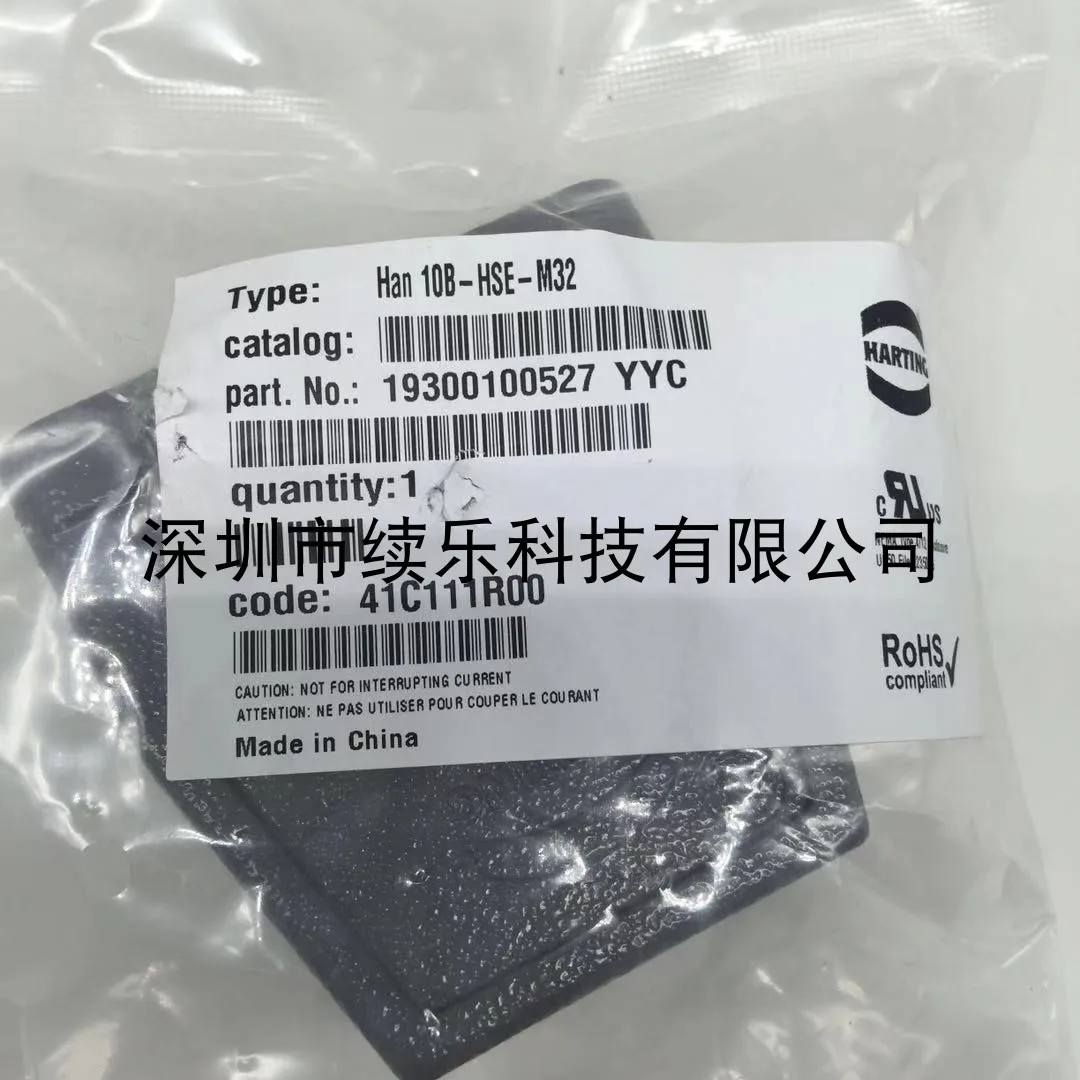 Type: Han 10B-HSE-M32
catalog:
HARTING
part. No.: 19300100527 YYC
quantity:1
c RU US
深圳市续乐科技有限公司
code: 41C111R00
RoHS
compliant
CAUTION: NOT FOR INTERRUPTING CURRENT
ATTENTION: NE PAS UTILISER POUR COUPER LE COURANT
Made in China